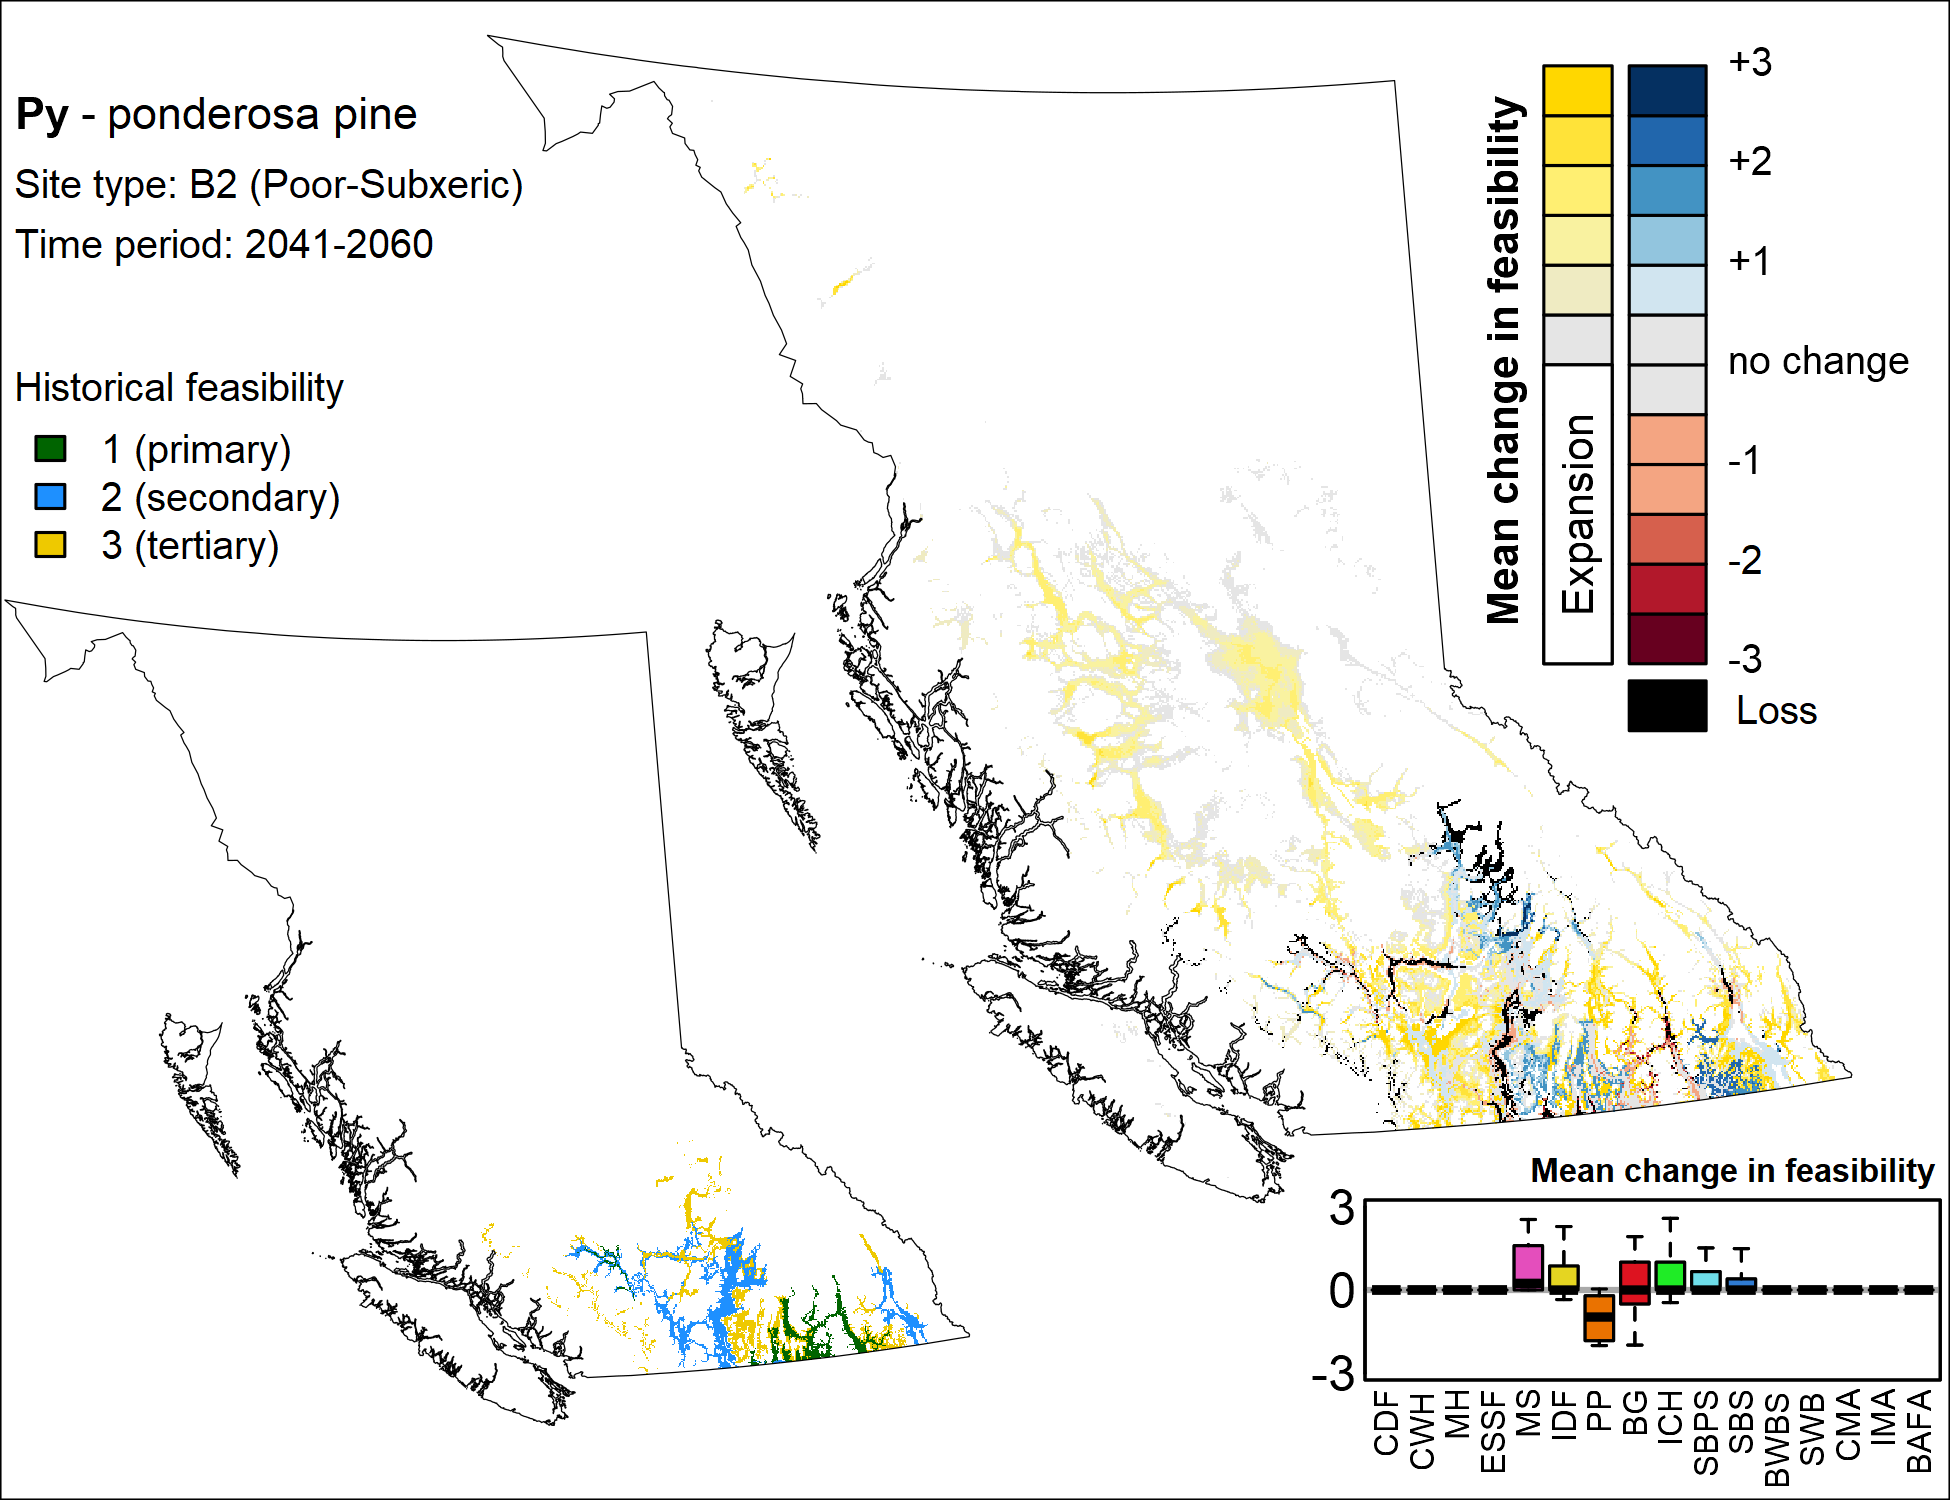 Py - ponderosa pine
Site type: B2 (Poor-Subxeric)
Time period: 2041-2060
Historical feasibility
1 (primary)
2 (secondary)
3 (tertiary)
Mean change in feasibility
Expansion
+3
+2
+1
no change
-1
-2
-3
Loss
Mean change in feasibility
3
0
-3
CDF
CWH
MH
ESSF
MS
IDF
PP
BG
ICH
SBPS
SBS
BWBS
SWB
CMA
IMA
BAFA